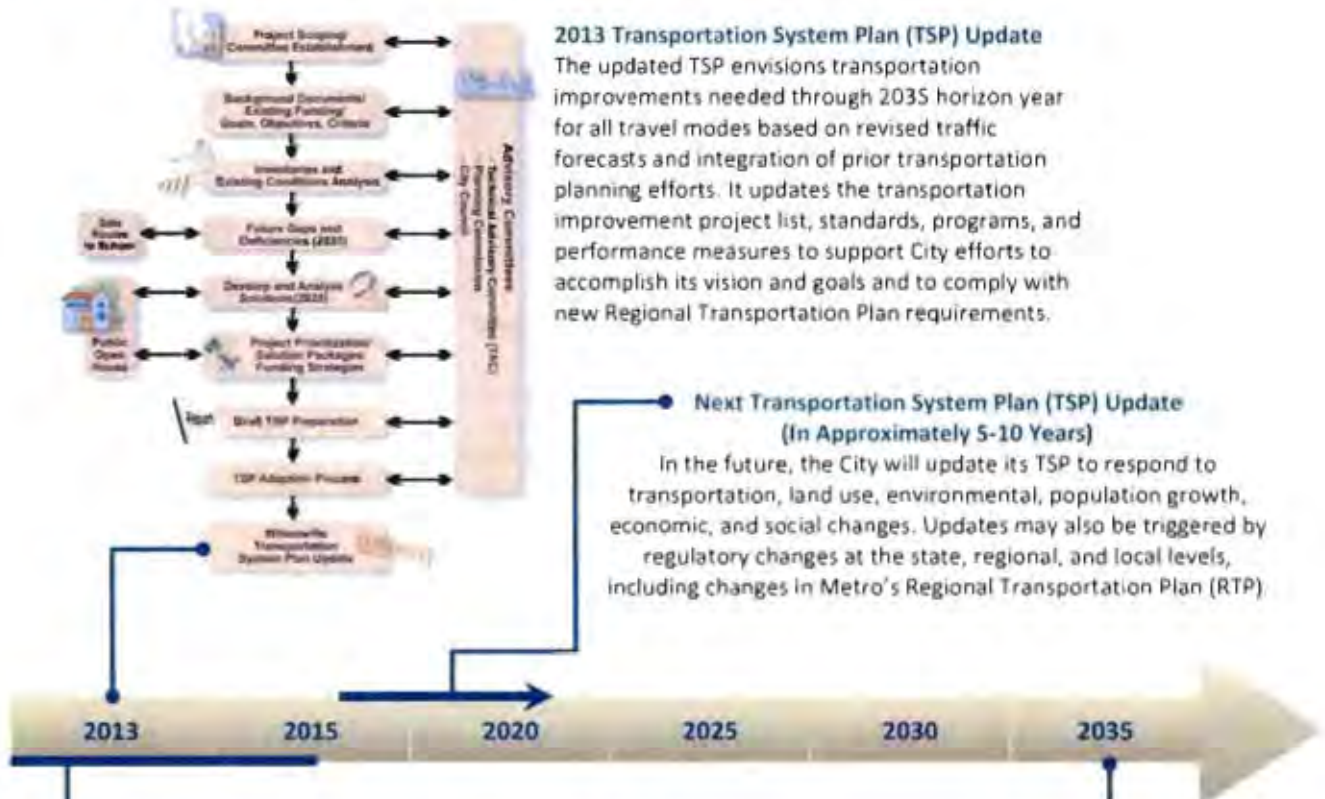 Project Scoping/
Committee Establishment
Background Documents/
Existing Funding/
Goals, Objectives, Criteria
Inventories and
Existing Conditions Analysis
Safe
Routes
to School
Future Gaps and
Deficiencies (2035)
Develop and Analysis
Solutions (2035)
Public
Open
House
Project Prioritization/
Solution Packages/
Funding Strategies
Draft TSP Preparation
TSP Adoption Process
Wilsonville
Transportation
System Plan Update
Advisory Committees
- Technical Advisory Committee (TAC)
- Planning Commission
- City Council
2013 Transportation System Plan (TSP) Update
The updated TSP envisions transportation
improvements needed through 2035 horizon year
for all travel modes based on revised traffic
forecasts and integration of prior transportation
planning efforts. It updates the transportation
improvement project list, standards, programs, and
performance measures to support City efforts to
accomplish its vision and goals and to comply with
new Regional Transportation Plan requirements.
Next Transportation System Plan (TSP) Update
(In Approximately 5-10 Years)
In the future, the City will update its TSP to respond to
transportation, land use, environmental, population growth,
economic, and social changes. Updates may also be triggered by
regulatory changes at the state, regional, and local levels,
including changes in Metro's Regional Transportation Plan (RTP)
2013 2015 2020 2025 2030 2035